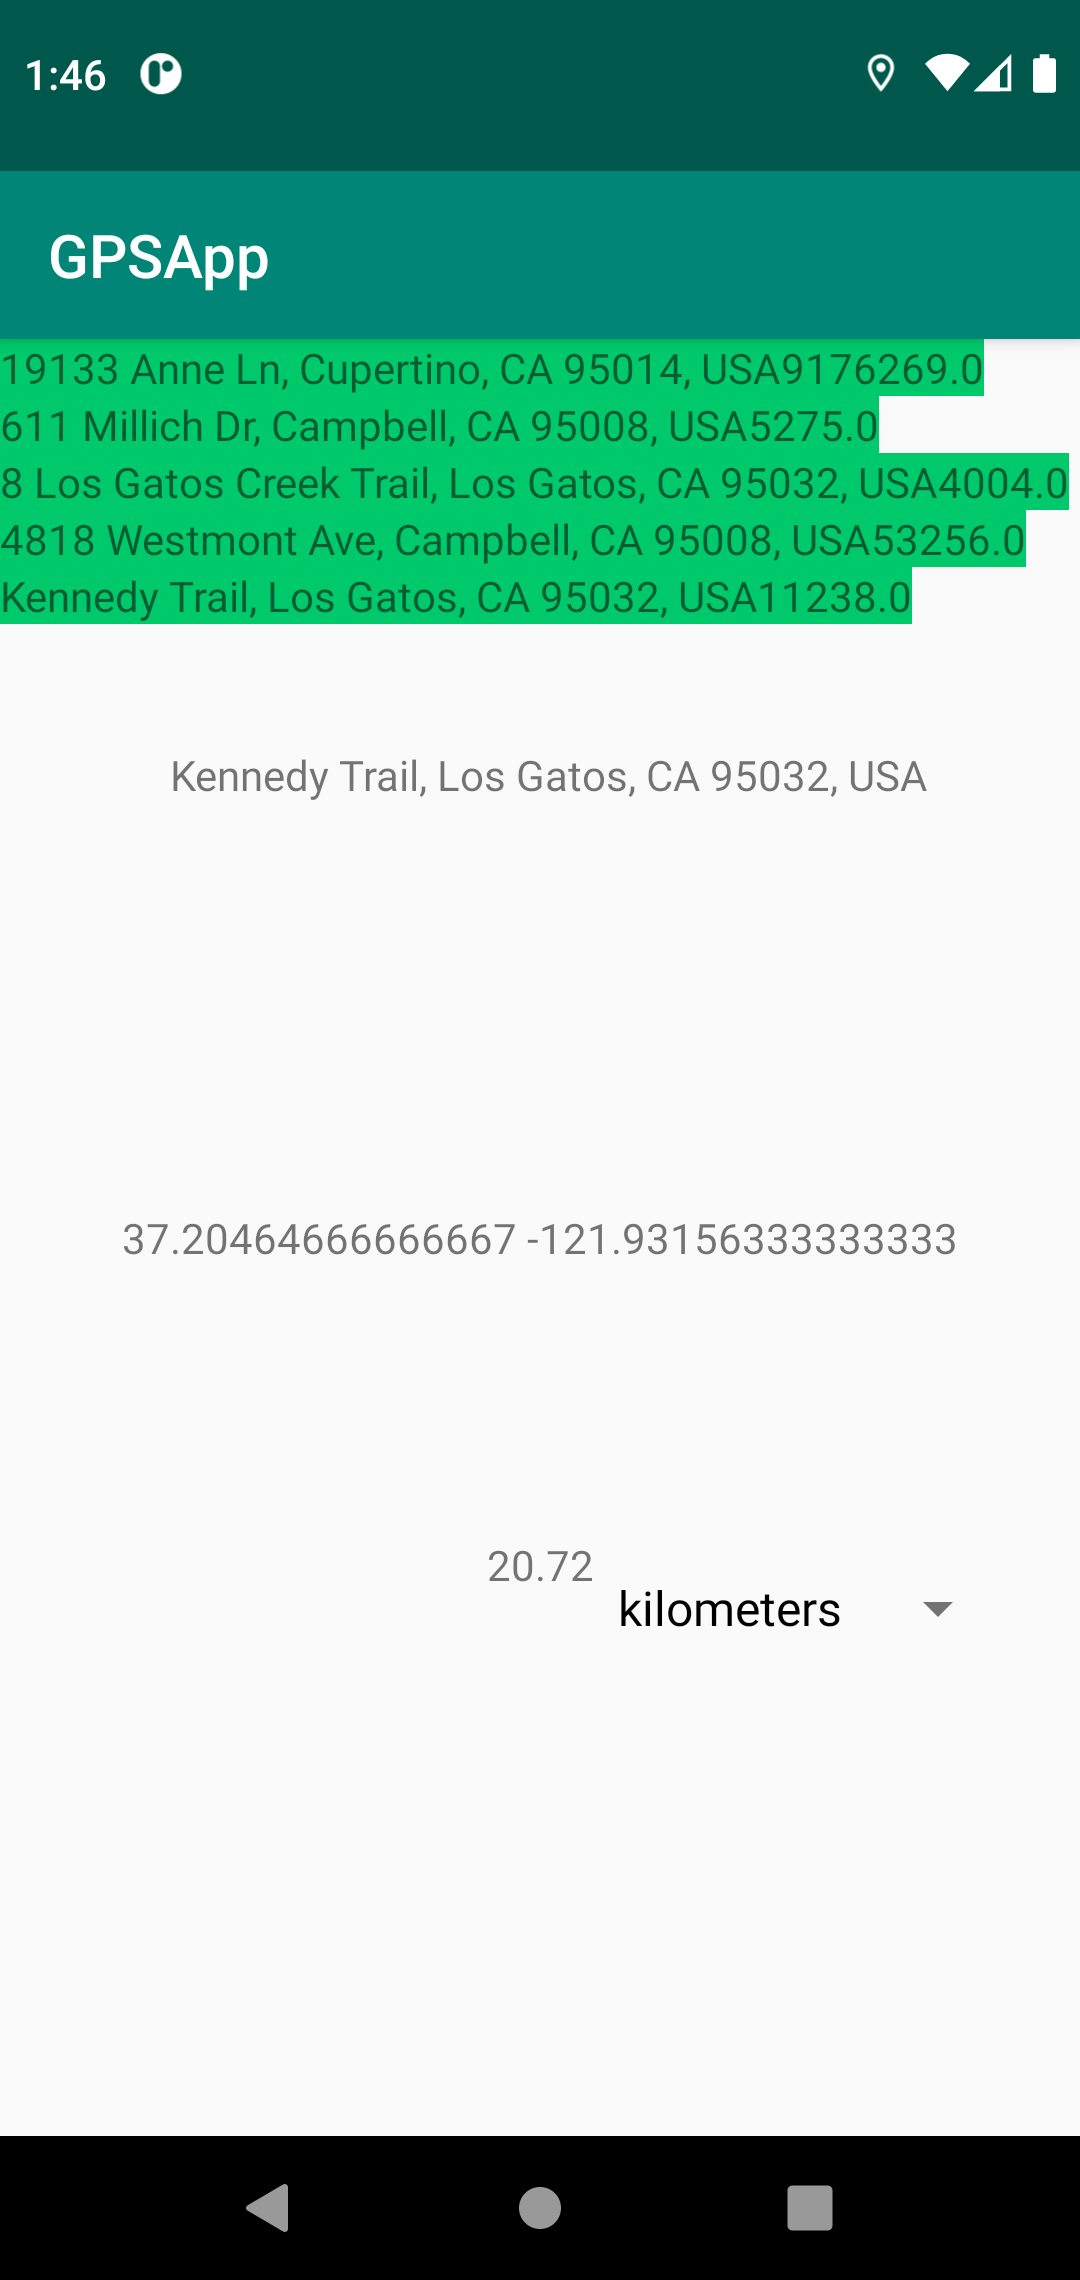 1:46
GPSApp
19133 Anne Ln, Cupertino, CA 95014, USA9176269.0
611 Millich Dr, Campbell, CA 95008, USA5275.0
8 Los Gatos Creek Trail, Los Gatos, CA 95032, USA4004.0
4818 Westmont Ave, Campbell, CA 95008, USA53256.0
Kennedy Trail, Los Gatos, CA 95032, USA11238.0
Kennedy Trail, Los Gatos, CA 95032, USA
37.20464666666667 -121.93156333333333
20.72
kilometers